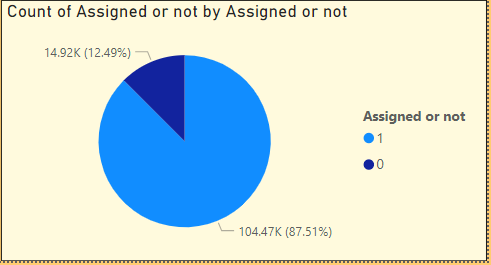 Count of Assigned or not by Assigned or not
14.92K (12.49%)
Assigned or not
1
0
104.47K (87.51%)